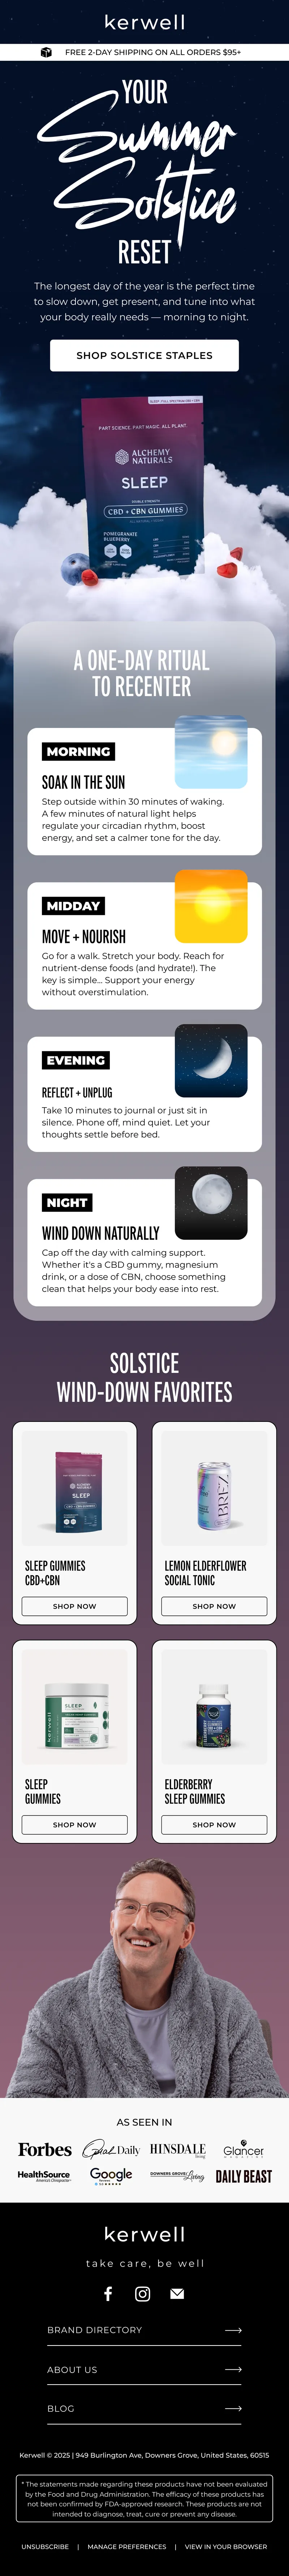 kerwell
FREE 2-DAY SHIPPING ON ALL ORDERS $95+
YOUR
Summer
Solstice
RESET
The longest day of the year is the perfect time
to slow down, get present, and tune into what
your body really needs — morning to night.
SHOP SOLSTICE STAPLES
PART SCIENCE. PART MAGIC. ALL PLANT.
ALCHEMY
NATURALS
SLEEP
DOUBLE STRENGTH
CBD + CBN GUMMIES
POMEGRANATE
BLUEBERRY
A ONE-DAY RITUAL
TO RECENTER
MORNING
SOAK IN THE SUN
Step outside within 30 minutes of waking.
A few minutes of natural light helps
regulate your circadian rhythm, boost
energy, and set a calmer tone for the day.
MIDDAY
MOVE + NOURISH
Go for a walk. Stretch your body. Reach for
nutrient-dense foods (and hydrate!). The
key is simple... Support your energy
without overstimulation.
EVENING
REFLECT + UNPLUG
Take 10 minutes to journal or just sit in
silence. Phone off, mind quiet. Let your
thoughts settle before bed.
NIGHT
WIND DOWN NATURALLY
Cap off the day with calming support.
Whether it's a CBD gummy, magnesium
drink, or a dose of CBN, choose something
clean that helps your body ease into rest.
SOLSTICE
WIND-DOWN FAVORITES
ALCHEMY
NATURALS
SLEEP
BREZ
SLEEP GUMMIES
CBD+CBN
SHOP NOW
LEMON ELDERFLOWER
SOCIAL TONIC
SHOP NOW
kerwell
SLEEP
SLEEP
GUMMIES
SHOP NOW
ELDERBERRY
SLEEP GUMMIES
SHOP NOW
AS SEEN IN
Forbes
Daily
HINSDALE
living
Glancer
MAGAZINE
HealthSource
America's Chiropractor
Google
Reviews
DOWNERS GROVE Living
DAILY BEAST
kerwell
take care, be well
BRAND DIRECTORY
ABOUT US
BLOG
Kerwell © 2025 | 949 Burlington Ave, Downers Grove, United States, 60515
* The statements made regarding these products have not been evaluated
by the Food and Drug Administration. The efficacy of these products has
not been confirmed by FDA-approved research. These products are not
intended to diagnose, treat, cure or prevent any disease.
UNSUBSCRIBE | MANAGE PREFERENCES | VIEW IN YOUR BROWSER